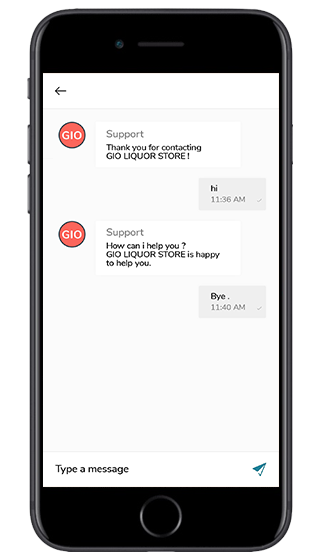 GIO
Support
Thank you for contacting
GIO LIQUOR STORE !
hi
11:36 AM
GIO
Support
How can i help you ?
GIO LIQUOR STORE is happy
to help you.
Bye .
11:40 AM
Type a message